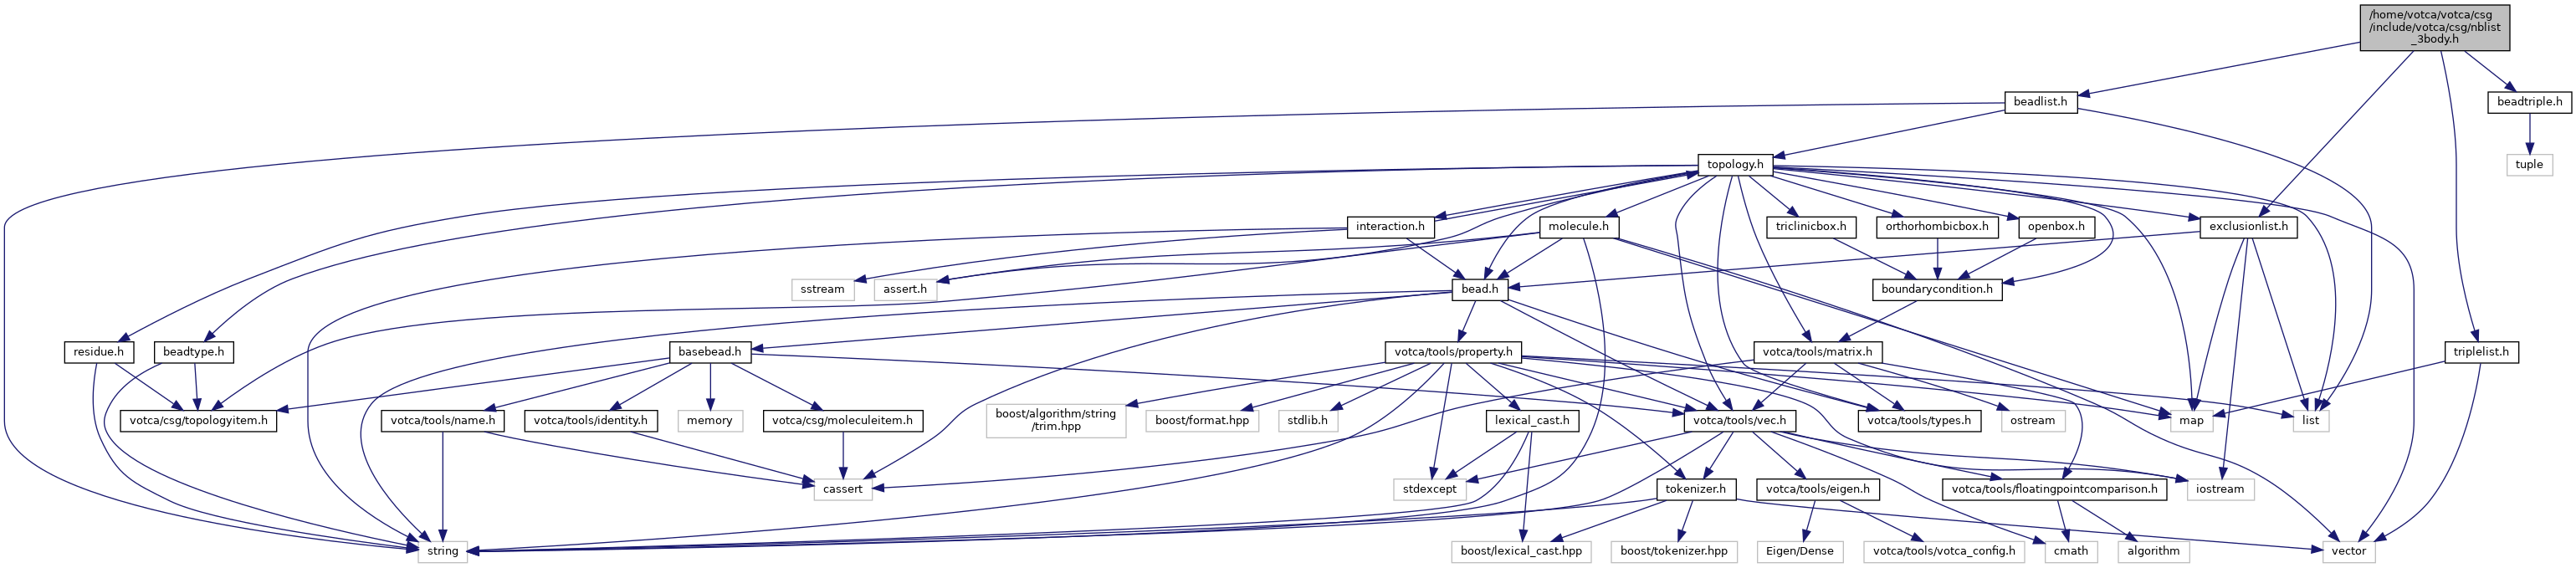 /home/votca/votca/csg
/include/votca/csg/nblist
_3body.h
beadlist.h
beadtriple.h
topology.h
tuple
interaction.h
molecule.h
triclinicbox.h
orthorhombicbox.h
openbox.h
exclusionlist.h
sstream
assert.h
bead.h
boundarycondition.h
residue.h
beadtype.h
basebead.h
votca/tools/property.h
votca/tools/matrix.h
triplelist.h
votca/csg/topologyitem.h
votca/tools/name.h
votca/tools/identity.h
memory
votca/csg/moleculeitem.h
boost/algorithm/string
/trim.hpp
boost/format.hpp
stdlib.h
lexical_cast.h
votca/tools/vec.h
votca/tools/types.h
ostream
map
list
cassert
stdexcept
tokenizer.h
votca/tools/eigen.h
votca/tools/floatingpointcomparison.h
iostream
string
boost/lexical_cast.hpp
boost/tokenizer.hpp
Eigen/Dense
votca/tools/votca_config.h
cmath
algorithm
vector